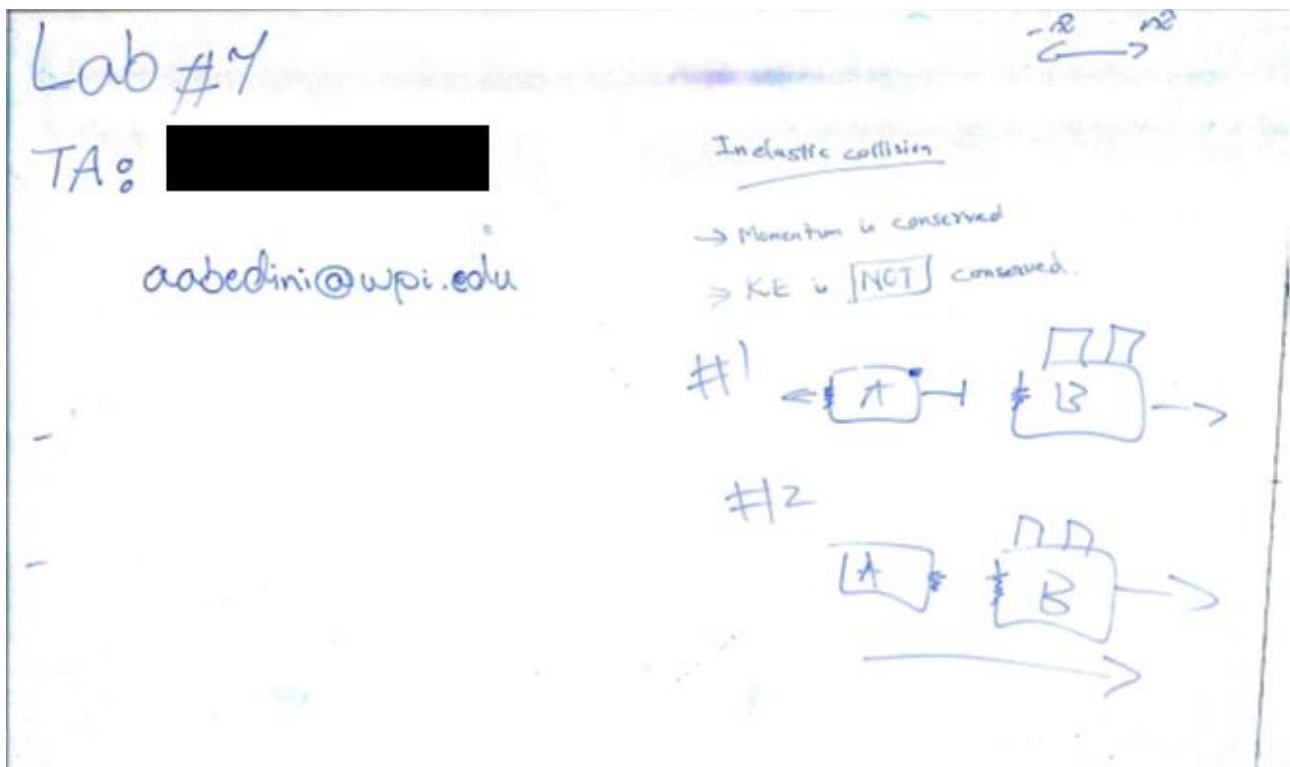 Lab #7
TA:
aabedini@wpi.edu
Inelastic collision
→ Momentum is conserved
⇒ KE is NOT conserved.
#1
A
B
#2
A
B